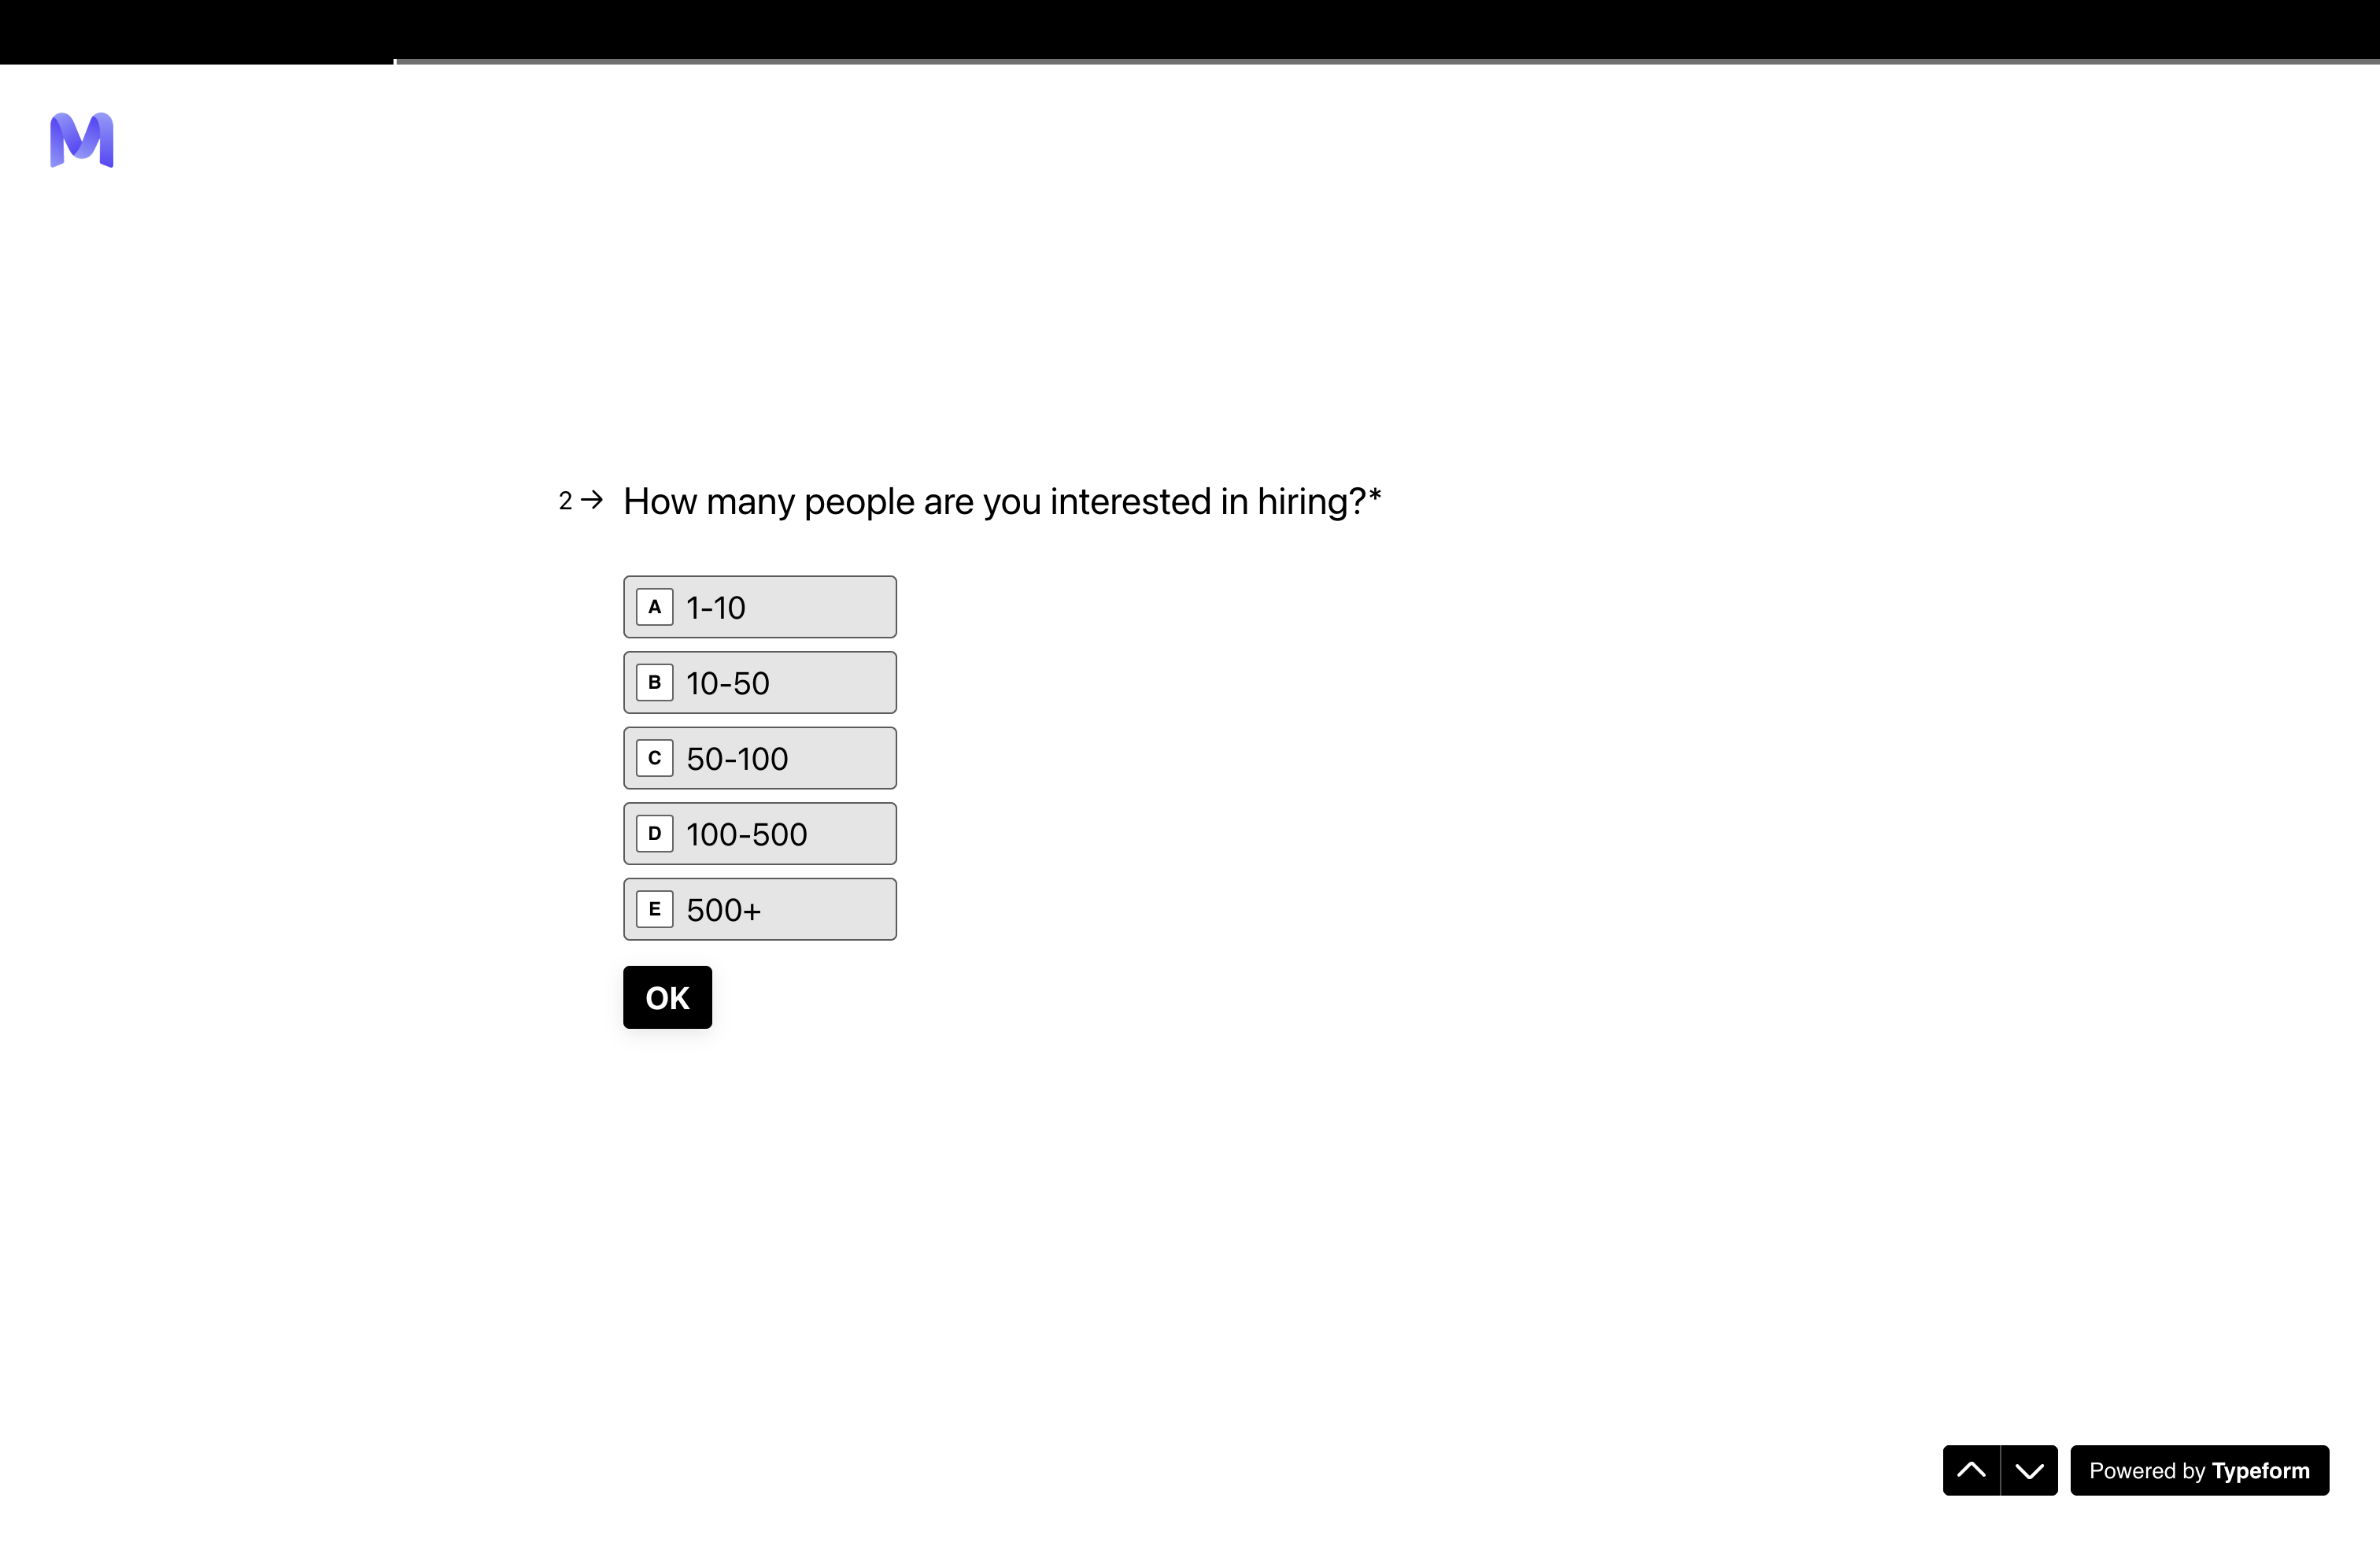 2 → How many people are you interested in hiring?*
A 1-10
B 10-50
C 50-100
D 100-500
E 500+
OK
Powered by Typeform